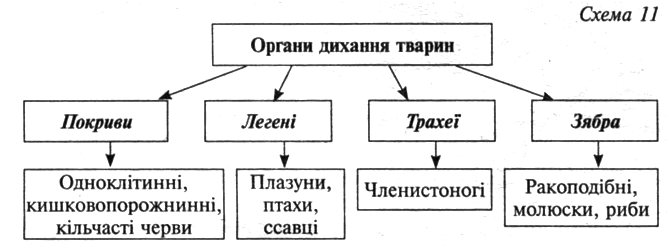 Схема 11
Органи дихання тварин
Покриви
Легені
Трахеї
Зябра
Одноклітинні,
кишковопорожнинні,
кільчасті черви
Плазуни,
птахи,
ссавці
Членистоногі
Ракоподібні,
молюски, риби